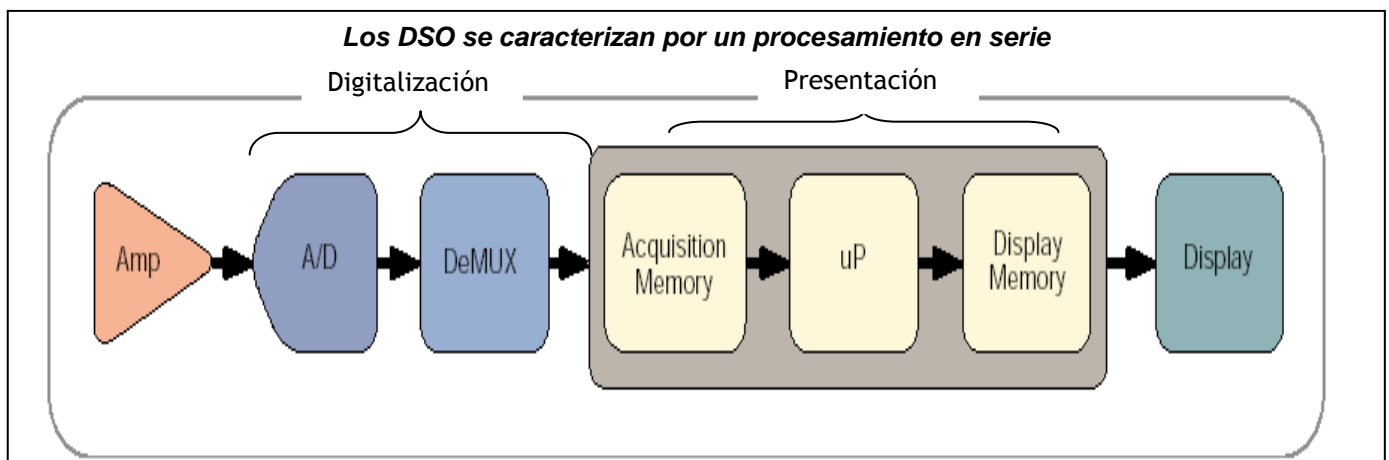 Los DSO se caracterizan por un procesamiento en serie
Digitalización
Presentación
Amp
A/D
DeMUX
Acquisition
Memory
uP
Display
Memory
Display